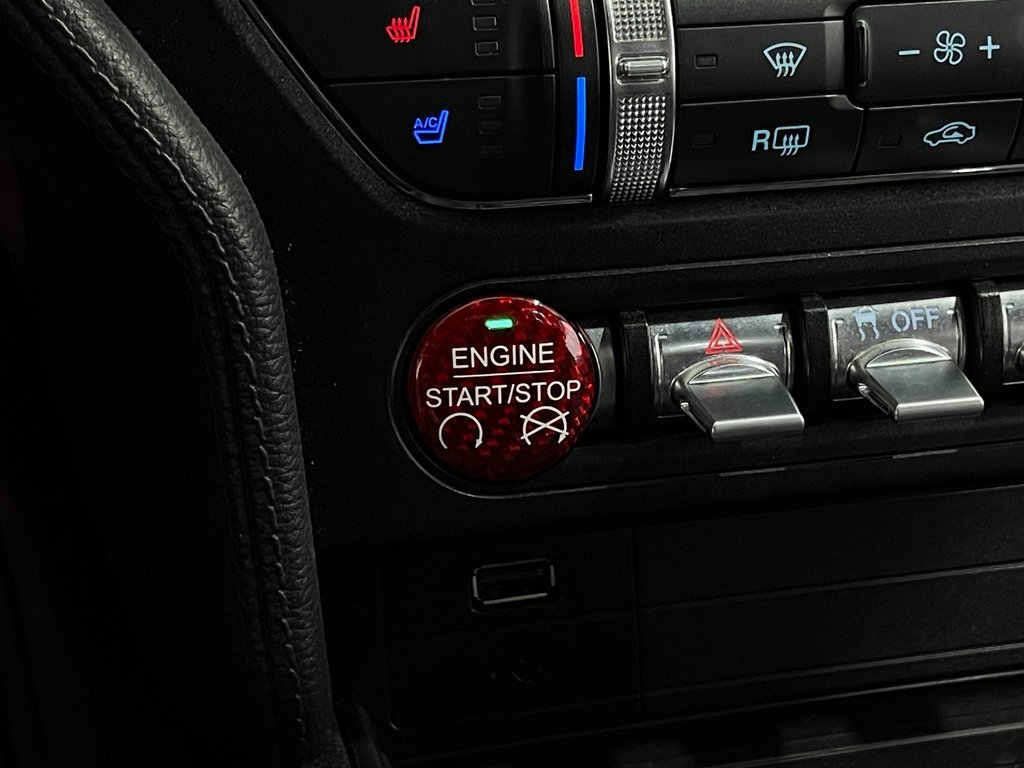 A/C
R
- +
ENGINE
START/STOP
OFF